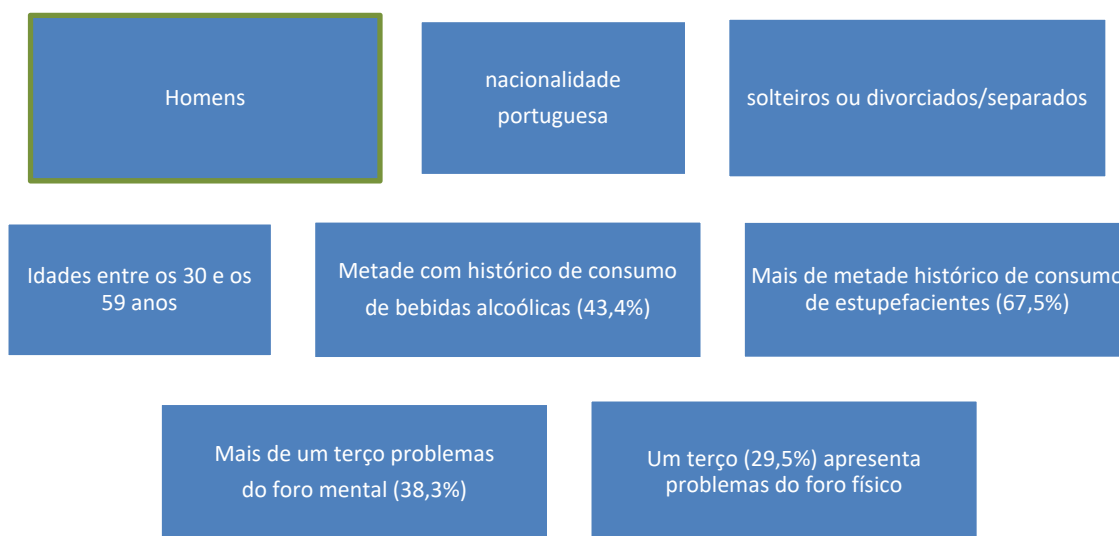 Homens
nacionalidade
portuguesa
solteiros ou divorciados/separados
Idades entre os 30 e os
59 anos
Metade com histórico de consumo
de bebidas alcoólicas (43,4%)
Mais de metade histórico de consumo
de estupefacientes (67,5%)
Mais de um terço problemas
do foro mental (38,3%)
Um terço (29,5%) apresenta
problemas do foro físico